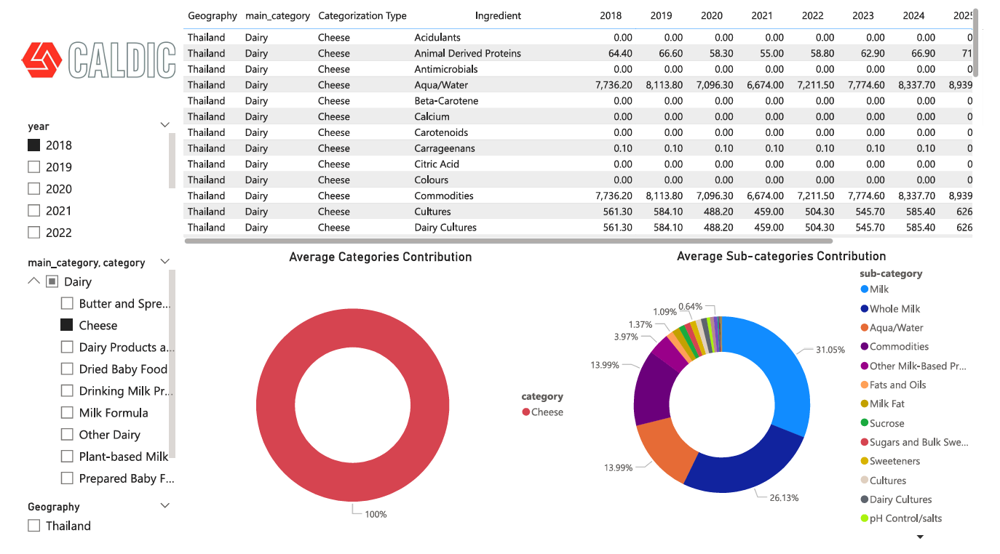 Geography main_category Categorization Type Ingredient 2018 2019 2020 2021 2022 2023 2024 2025
Thailand Dairy Cheese Acidulants 0.00 0.00 0.00 0.00 0.00 0.00 0.00 0
Thailand Dairy Cheese Animal Derived Proteins 64.40 66.60 58.30 55.00 58.80 62.90 66.90 71
Thailand Dairy Cheese Antimicrobials 0.00 0.00 0.00 0.00 0.00 0.00 0.00 0
Thailand Dairy Cheese Aqua/Water 7,736.20 8,113.80 7,096.30 6,674.00 7,211.50 7,774.60 8,337.70 8,939
Thailand Dairy Cheese Beta-Carotene 0.00 0.00 0.00 0.00 0.00 0.00 0.00 0
Thailand Dairy Cheese Calcium 0.00 0.00 0.00 0.00 0.00 0.00 0.00 0
Thailand Dairy Cheese Carotenoids 0.00 0.00 0.00 0.00 0.00 0.00 0.00 0
Thailand Dairy Cheese Carrageenans 0.10 0.10 0.10 0.10 0.10 0.10 0.10 0
Thailand Dairy Cheese Citric Acid 0.00 0.00 0.00 0.00 0.00 0.00 0.00 0
Thailand Dairy Cheese Colours 0.00 0.00 0.00 0.00 0.00 0.00 0.00 0
Thailand Dairy Cheese Commodities 7,736.20 8,113.80 7,096.30 6,674.00 7,211.50 7,774.60 8,337.70 8,939
Thailand Dairy Cheese Cultures 561.30 584.10 488.20 459.00 504.30 545.70 585.40 626
Thailand Dairy Cheese Dairy Cultures 561.30 584.10 488.20 459.00 504.30 545.70 585.40 626
CALDIC
year
2018
2019
2020
2021
2022
main_category, category
Dairy
Butter and Spre...
Cheese
Dairy Products a...
Dried Baby Food
Drinking Milk Pr...
Milk Formula
Other Dairy
Plant-based Milk
Prepared Baby F...
Geography
Thailand
Average Categories Contribution
100%
category
Cheese
Average Sub-categories Contribution
0.64%
1.09%
1.37%
3.97%
13.99%
13.99%
31.05%
26.13%
sub-category
Milk
Whole Milk
Aqua/Water
Commodities
Other Milk-Based Pr...
Fats and Oils
Milk Fat
Sucrose
Sugars and Bulk Swe...
Sweeteners
Cultures
Dairy Cultures
pH Control/salts